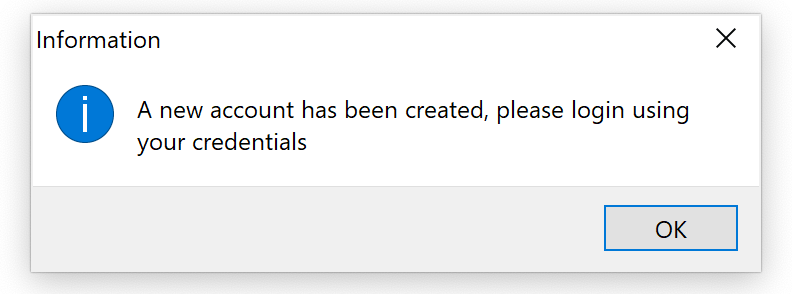 Information
A new account has been created, please login using
your credentials
OK